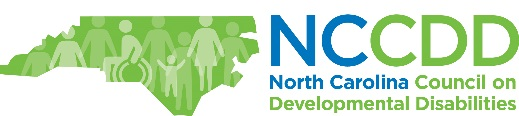 NCCDD
North Carolina Council on
Developmental Disabilities